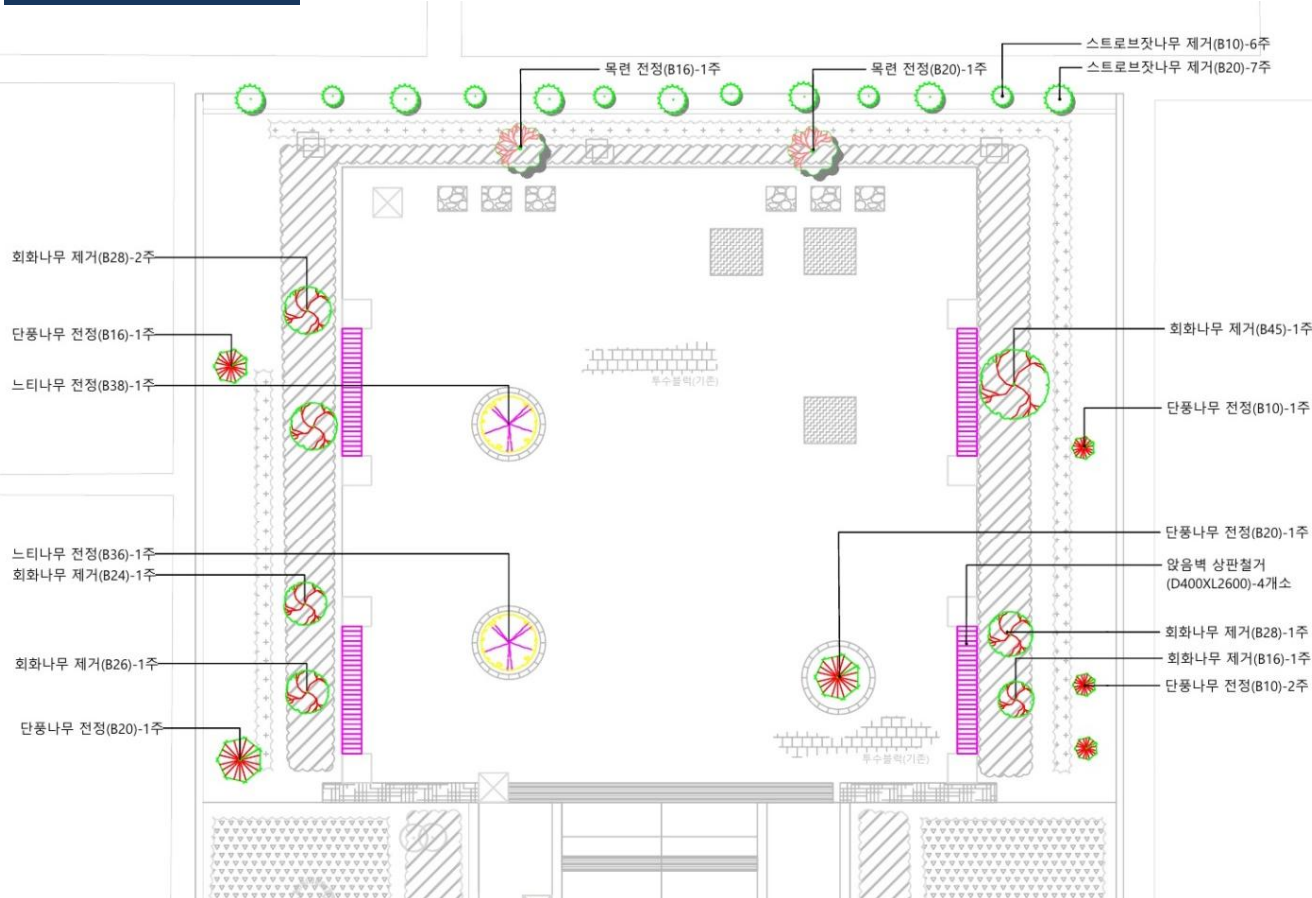 스트로브잣나무 제거(B10)-6주
목련 전정(B16)-1주
목련 전정(B20)-1주
스트로브잣나무 제거(B20)-7주
회화나무 제거(B28)-2주
단풍나무 전정(B16)-1주
회화나무 제거(B45)-1주
느티나무 전정(B38)-1주
투수블럭(기존)
단풍나무 전정(B10)-1주
단풍나무 전정(B20)-1주
느티나무 전정(B36)-1주
회화나무 제거(B24)-1주
앉음벽 상판철거
(D400XL2600)-4개소
회화나무 제거(B28)-1주
회화나무 제거(B26)-1주
회화나무 제거(B16)-1주
단풍나무 전정(B10)-2주
단풍나무 전정(B20)-1주
투수블럭(기존)